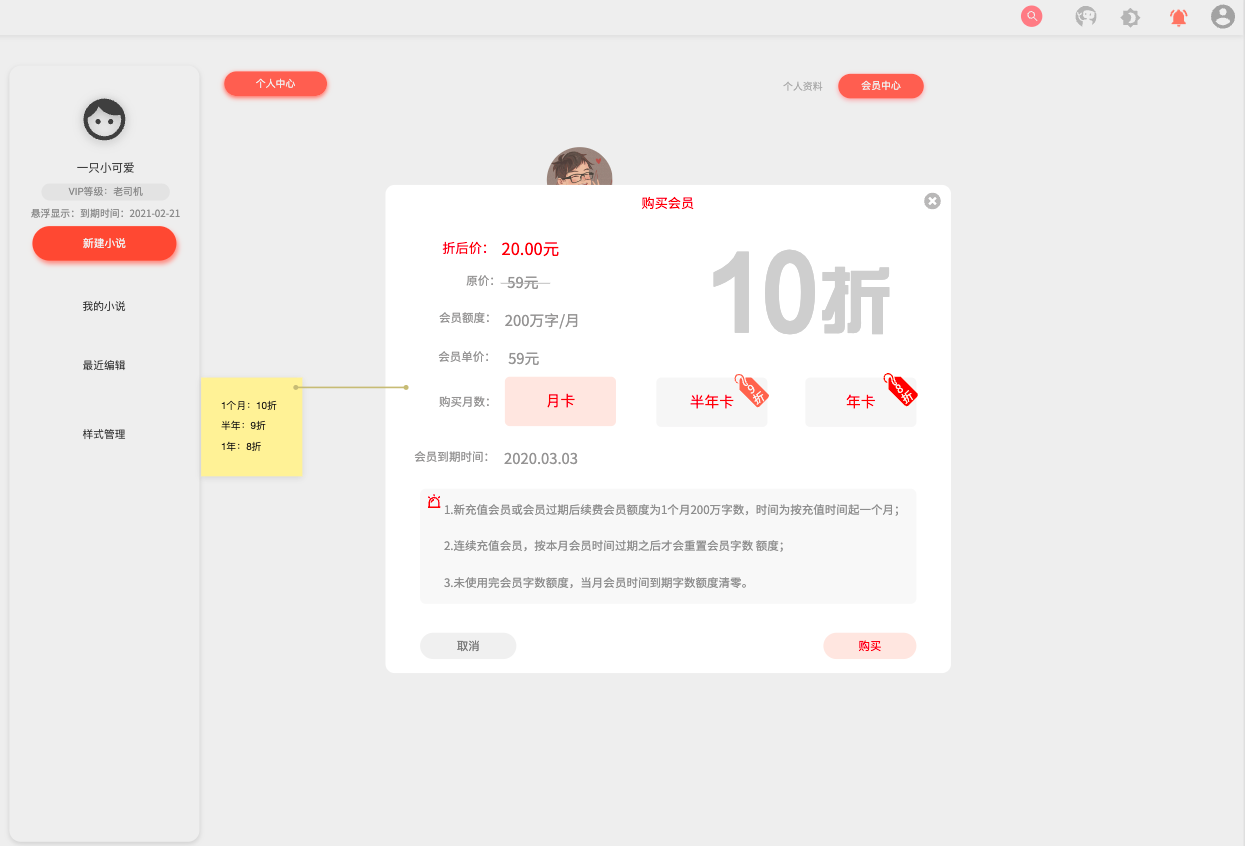 个人中心
个人资料
会员中心
一只小可爱
VIP等级：老司机
悬浮显示：到期时间：2021-02-21
新建小说
我的小说
最近编辑
样式管理
1个月：10折
半年：9折
1年：8折
购买会员
折后价： 20.00元
原价： 59元
10折
会员额度： 200万字/月
会员单价： 59元
购买月数： 月卡 半年卡 9折 年卡 8折
会员到期时间： 2020.03.03
1.新充值会员或会员过期后续费会员额度为1个月200万字数，时间为按充值时间起一个月；
2.连续充值会员，按本月会员时间过期之后才会重置会员字数 额度；
3.未使用完会员字数额度，当月会员时间到期字数额度清零。
取消
购买